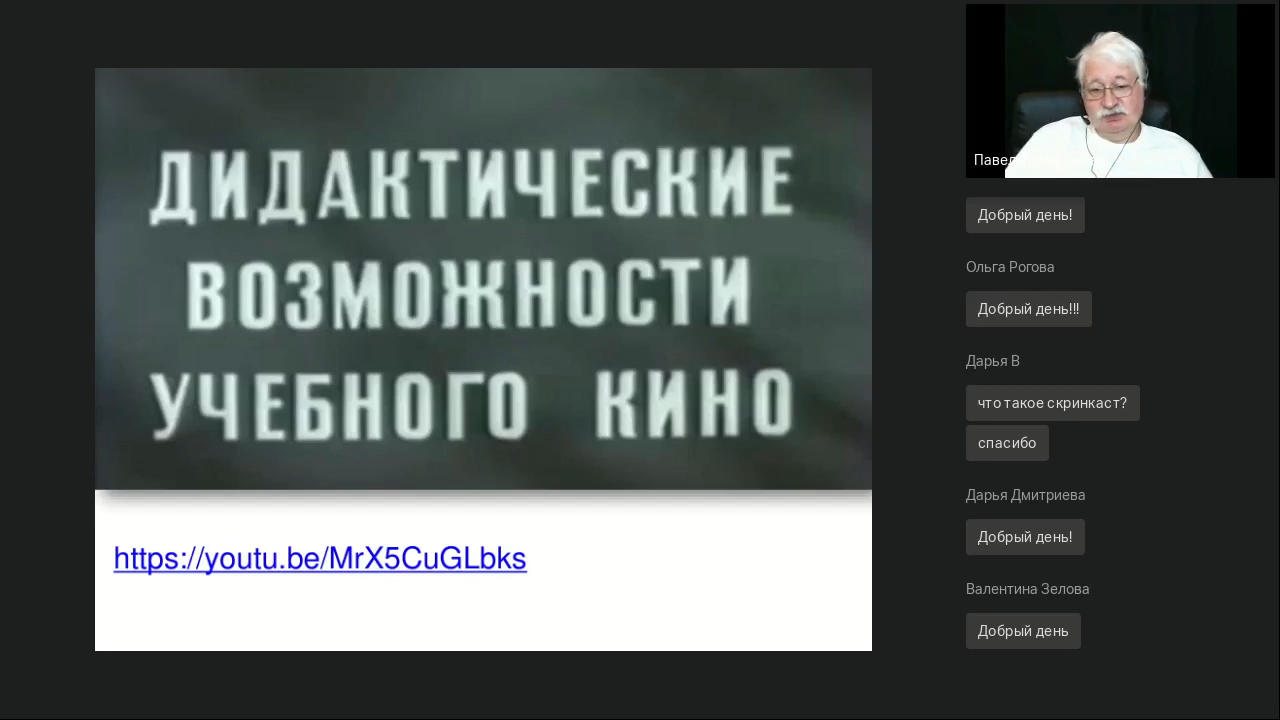 ДИДАКТИЧЕСКИЕ
ВОЗМОЖНОСТИ
УЧЕБНОГО КИНО
https://youtu.be/MrX5CuGLbks
Добрый день!
Ольга Рогова
Добрый день!!!
Дарья В
что такое скринкаст?
спасибо
Дарья Дмитриева
Добрый день!
Валентина Зелова
Добрый день